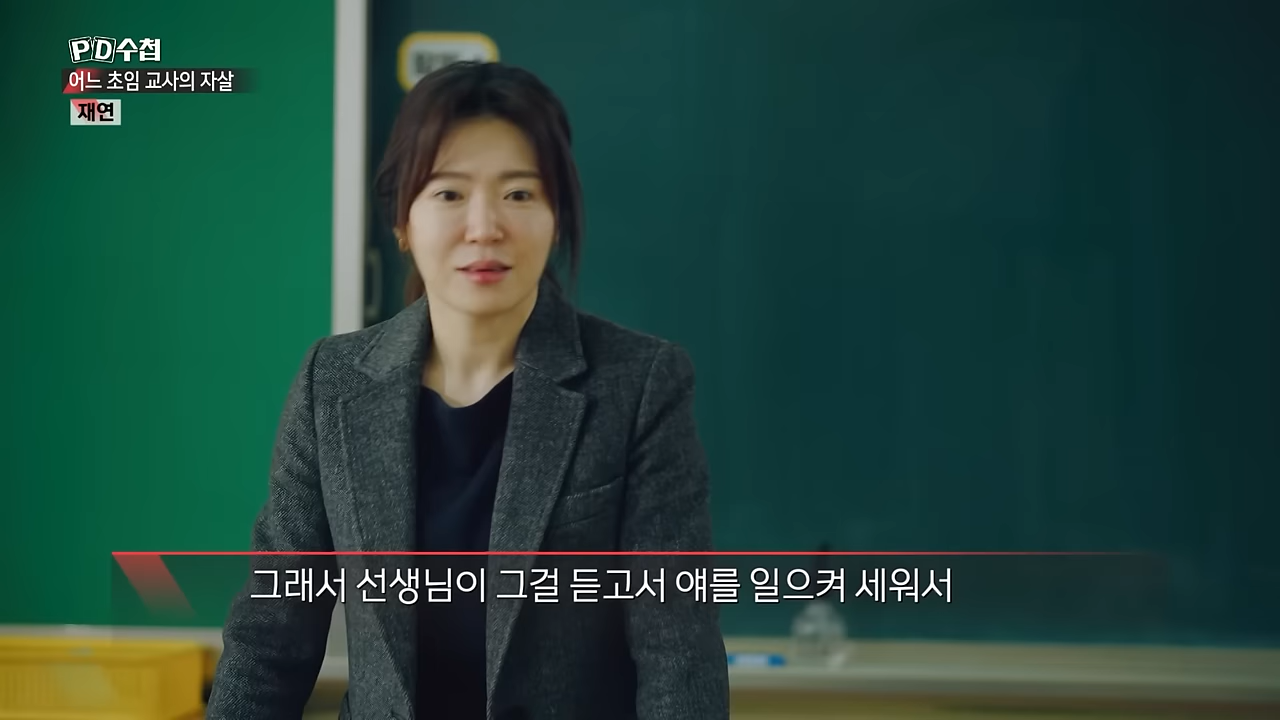 PD수첩
어느 초임 교사의 자살
재연
그래서 선생님이 그걸 듣고서 얘를 일으켜 세워서